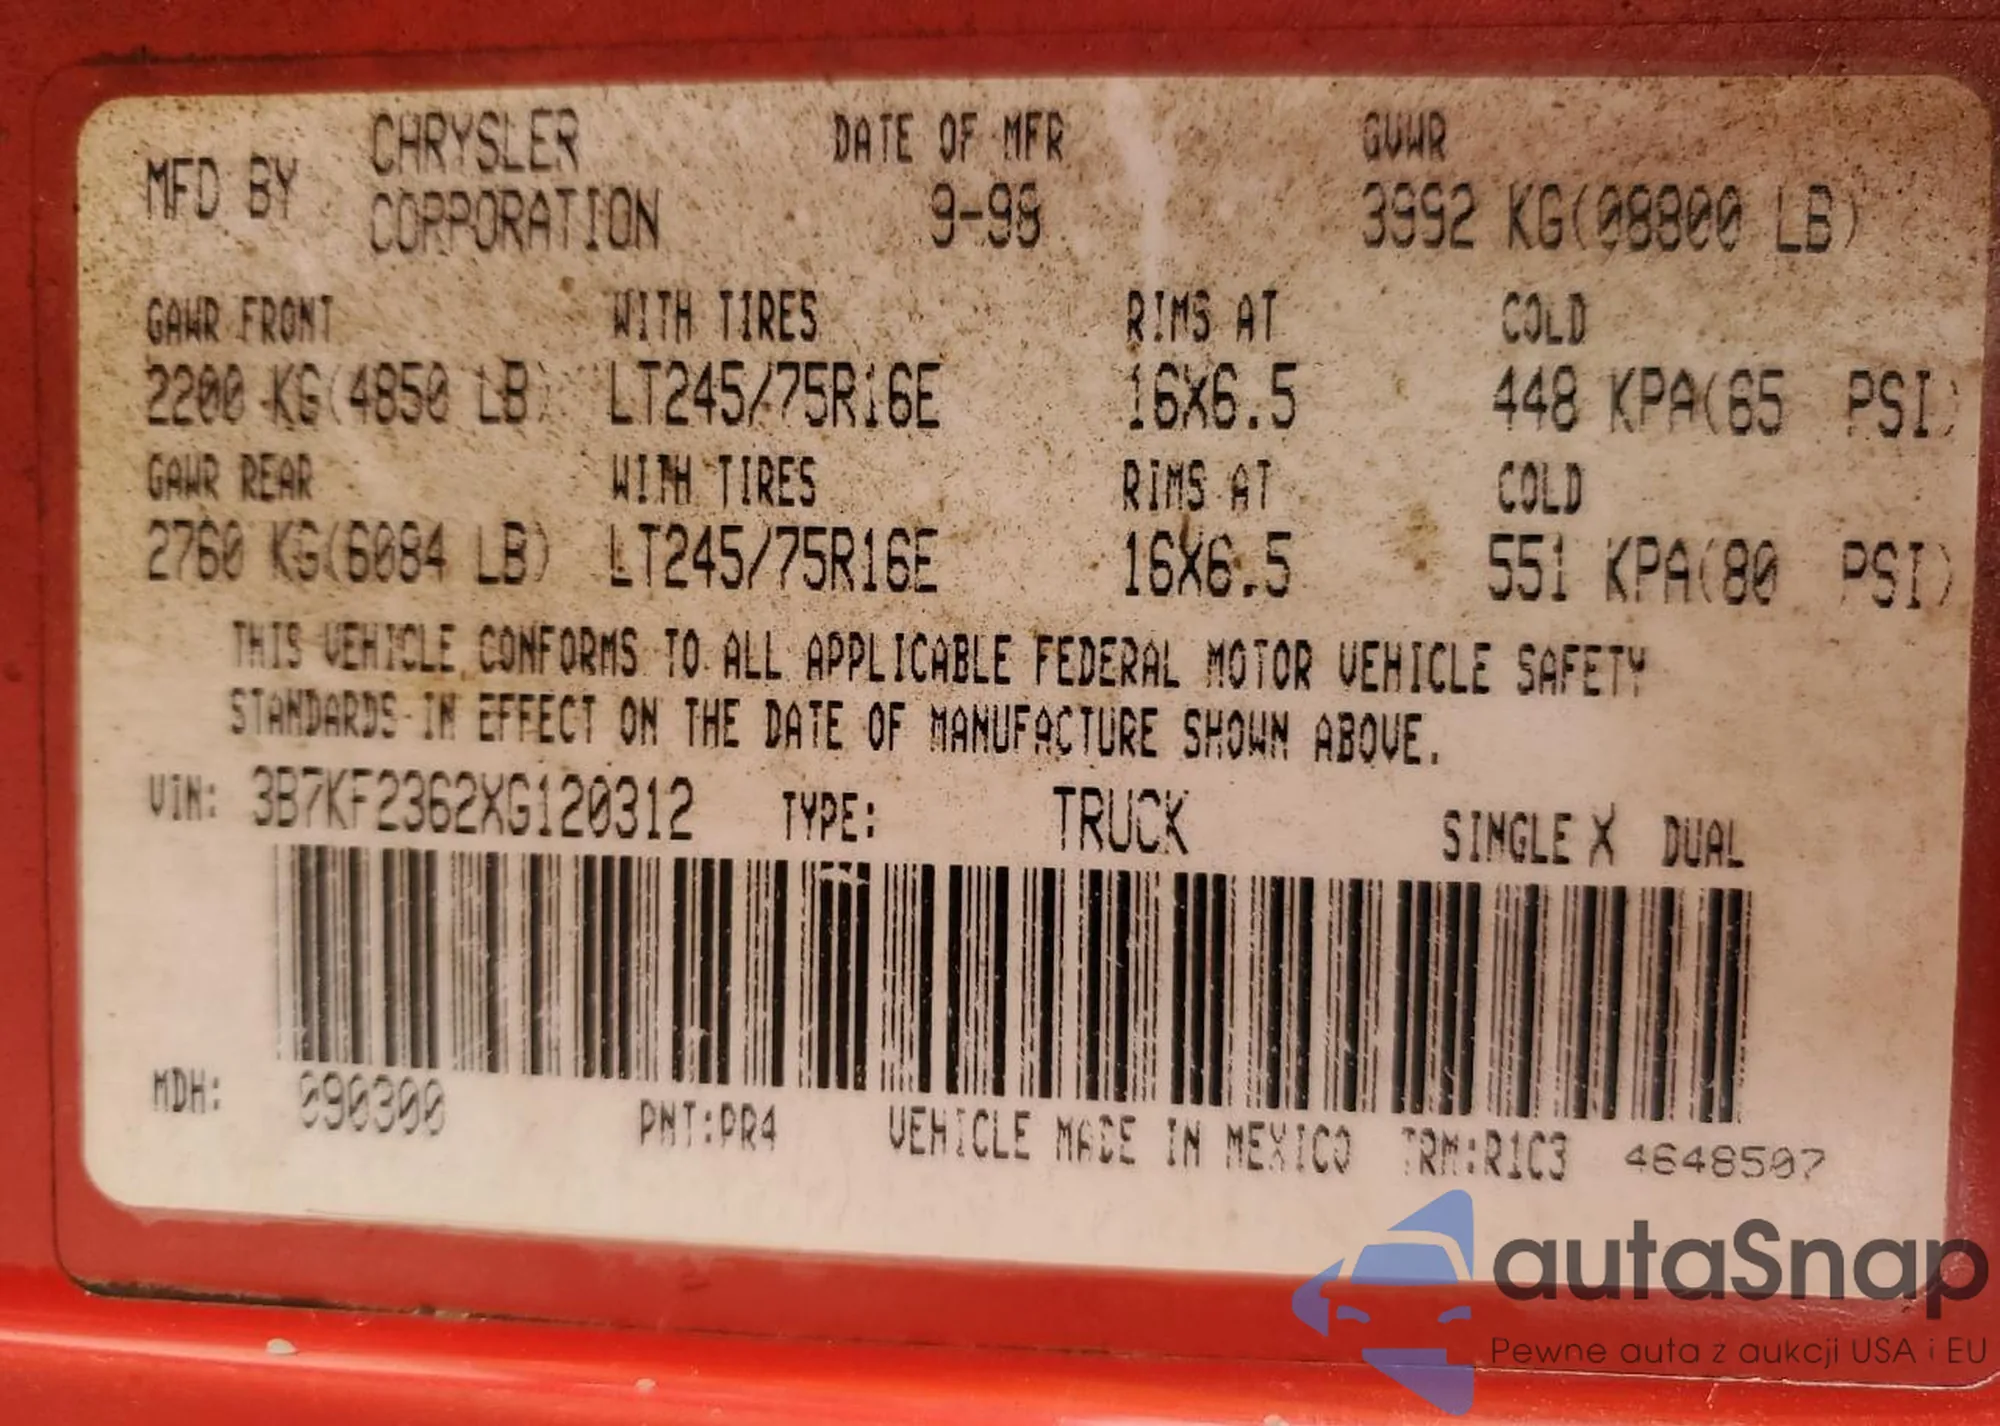 MFD BY CHRYSLER CORPORATION DATE OF MFR 9-98 GVWR 3992 KG(08800 LB)
GAWR FRONT WITH TIRES RIMS AT COLD
2200 KG(4850 LB) LT245/75R16E 16X6.5 448 KPA(65 PSI)
GAWR REAR WITH TIRES RIMS AT COLD
2760 KG(6084 LB) LT245/75R16E 16X6.5 551 KPA(80 PSI)
THIS VEHICLE CONFORMS TO ALL APPLICABLE FEDERAL MOTOR VEHICLE SAFETY
STANDARDS IN EFFECT ON THE DATE OF MANUFACTURE SHOWN ABOVE.
VIN: 3B7KF2362XG120312 TYPE: TRUCK SINGLE X DUAL
MDH: 090300 PNT:PR4 VEHICLE MADE IN MEXICO TRM:R1C3 4648507
autaSnap
Pewne auta z aukcji USA i EU